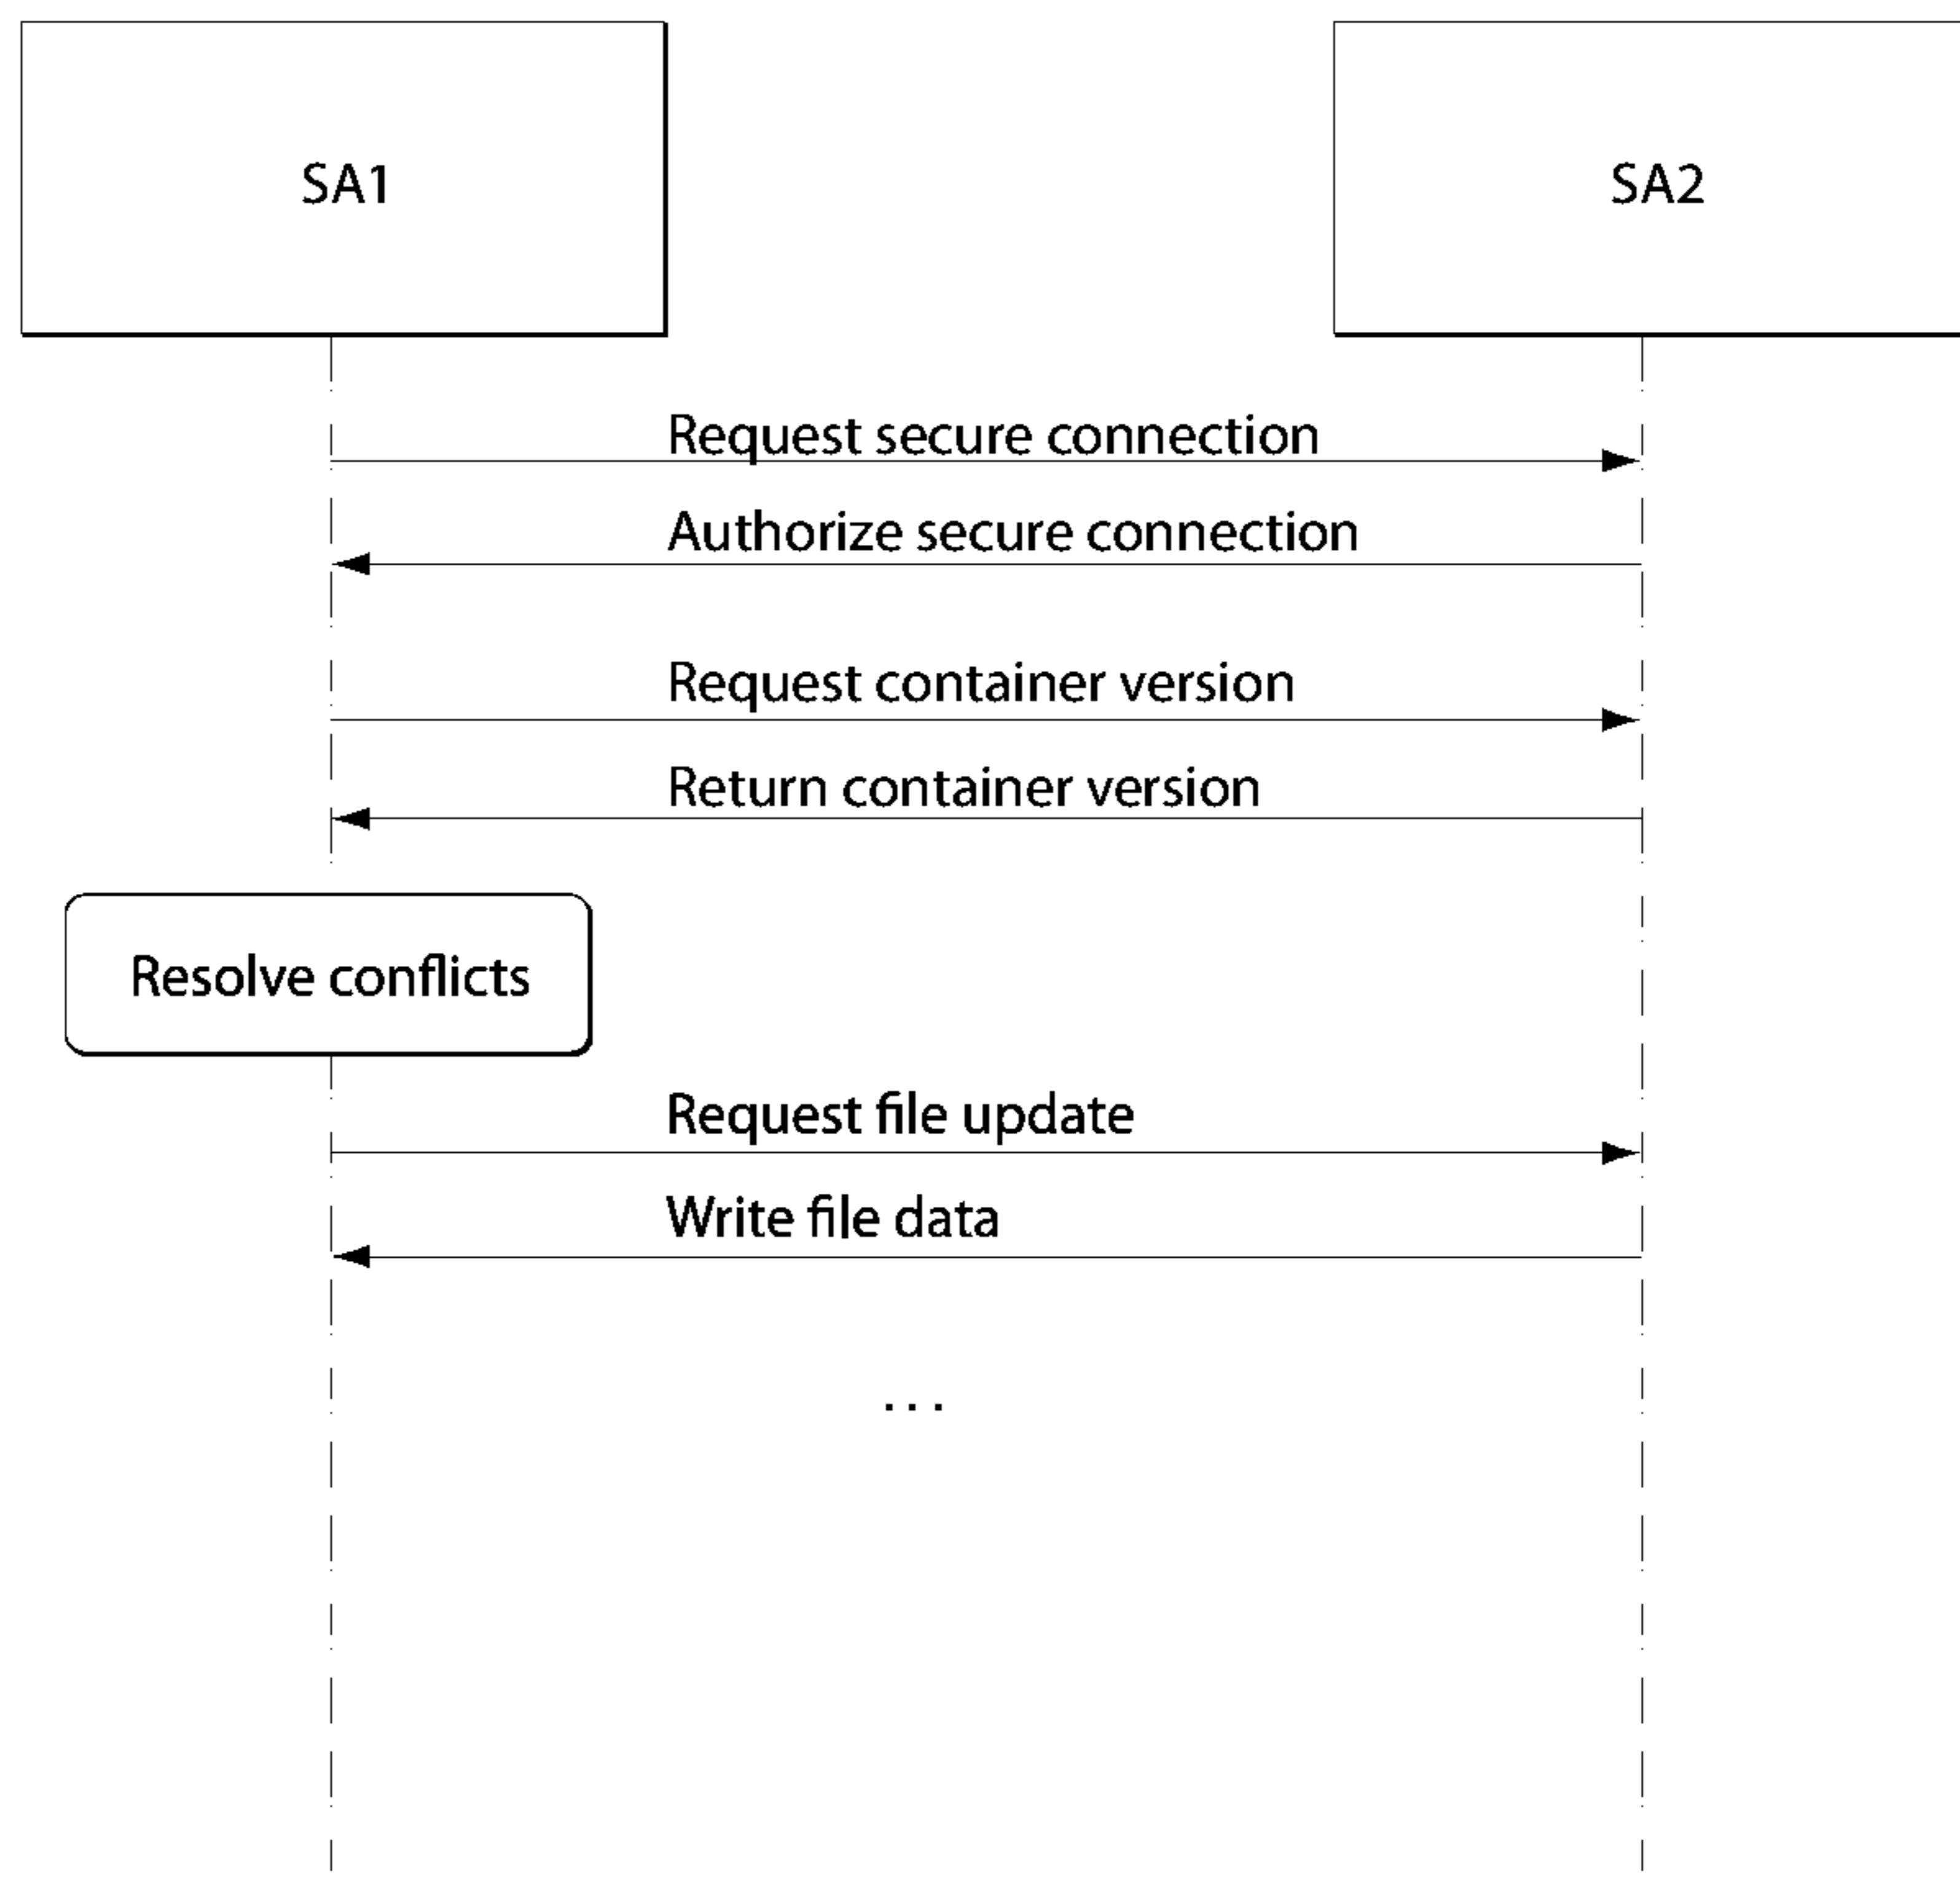 SA1
SA2
Request secure connection
Authorize secure connection
Request container version
Return container version
Resolve conflicts
Request file update
Write file data
...